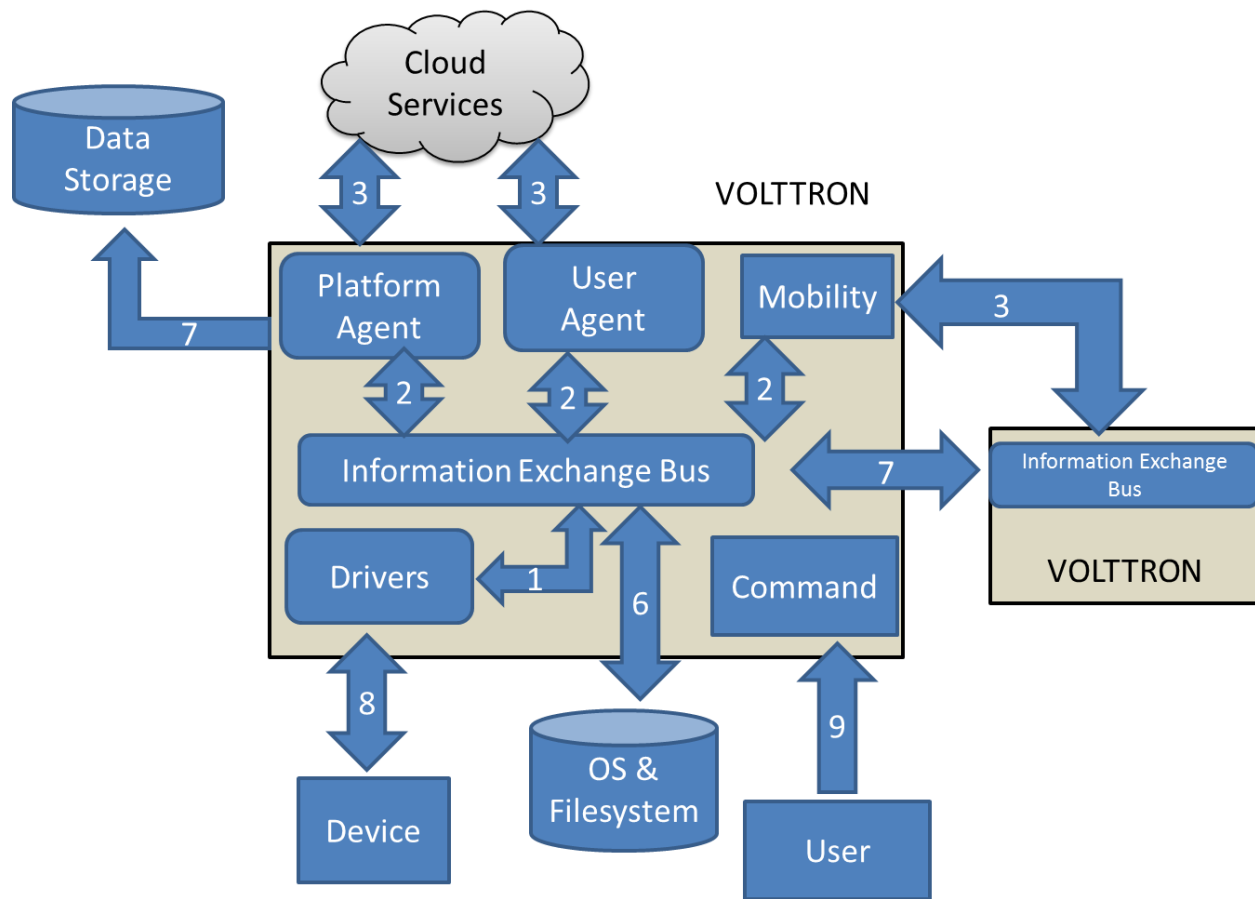 Cloud
Services
Data
Storage
3
3
VOLTTRON
Platform
Agent
User
Agent
Mobility
3
7
2
2
2
Information Exchange Bus
7
Information Exchange
Bus
Drivers
1
6
Command
VOLTTRON
8
9
OS &
Filesystem
Device
User